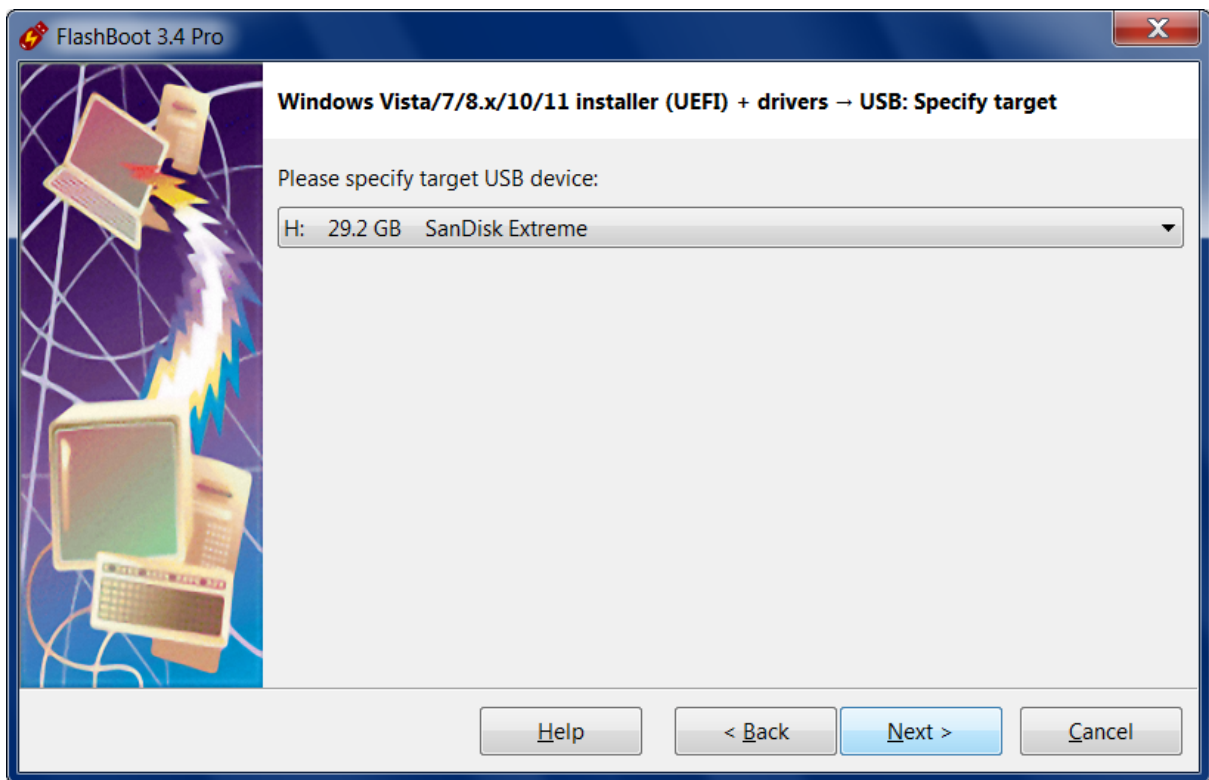 FlashBoot 3.4 Pro
Windows Vista/7/8.x/10/11 installer (UEFI) + drivers → USB: Specify target
Please specify target USB device:
H: 29.2 GB SanDisk Extreme
Help
< Back
Next >
Cancel